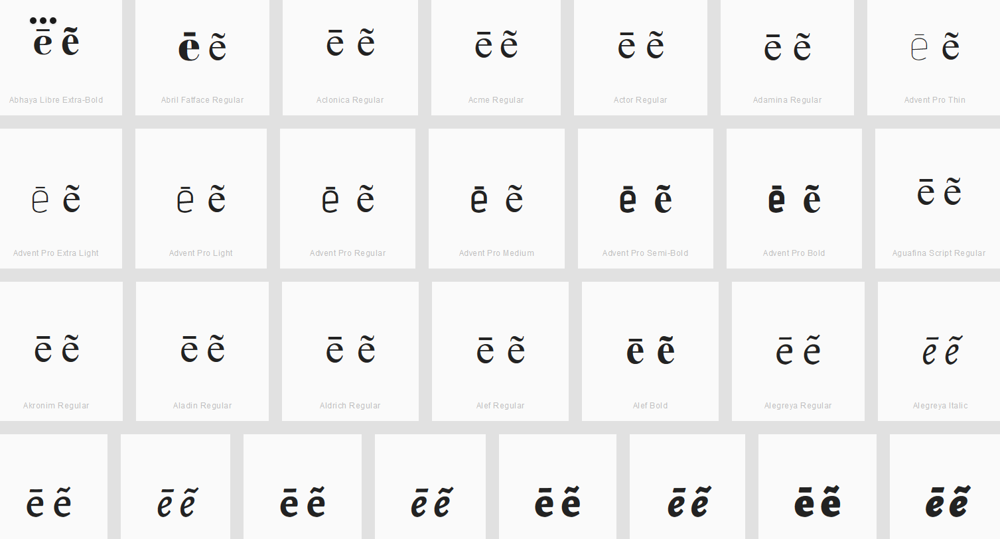 ē ẽ
Abhaya Libre Extra-Bold
ē ẽ
Abril Fatface Regular
ē ẽ
Aclonica Regular
ē ẽ
Acme Regular
ē ẽ
Actor Regular
ē ẽ
Adamina Regular
ē ẽ
Advent Pro Thin
ē ẽ
Advent Pro Extra Light
ē ẽ
Advent Pro Light
ē ẽ
Advent Pro Regular
ē ẽ
Advent Pro Medium
ē ẽ
Advent Pro Semi-Bold
ē ẽ
Advent Pro Bold
ē ẽ
Aguafina Script Regular
ē ẽ
Akronim Regular
ē ẽ
Aladin Regular
ē ẽ
Aldrich Regular
ē ẽ
Alef Regular
ē ẽ
Alef Bold
ē ẽ
Alegreya Regular
ē ẽ
Alegreya Italic
ē ẽ
ē ẽ
ē ẽ
ē ẽ
ē ẽ
ē ẽ
ē ẽ
ē ẽ